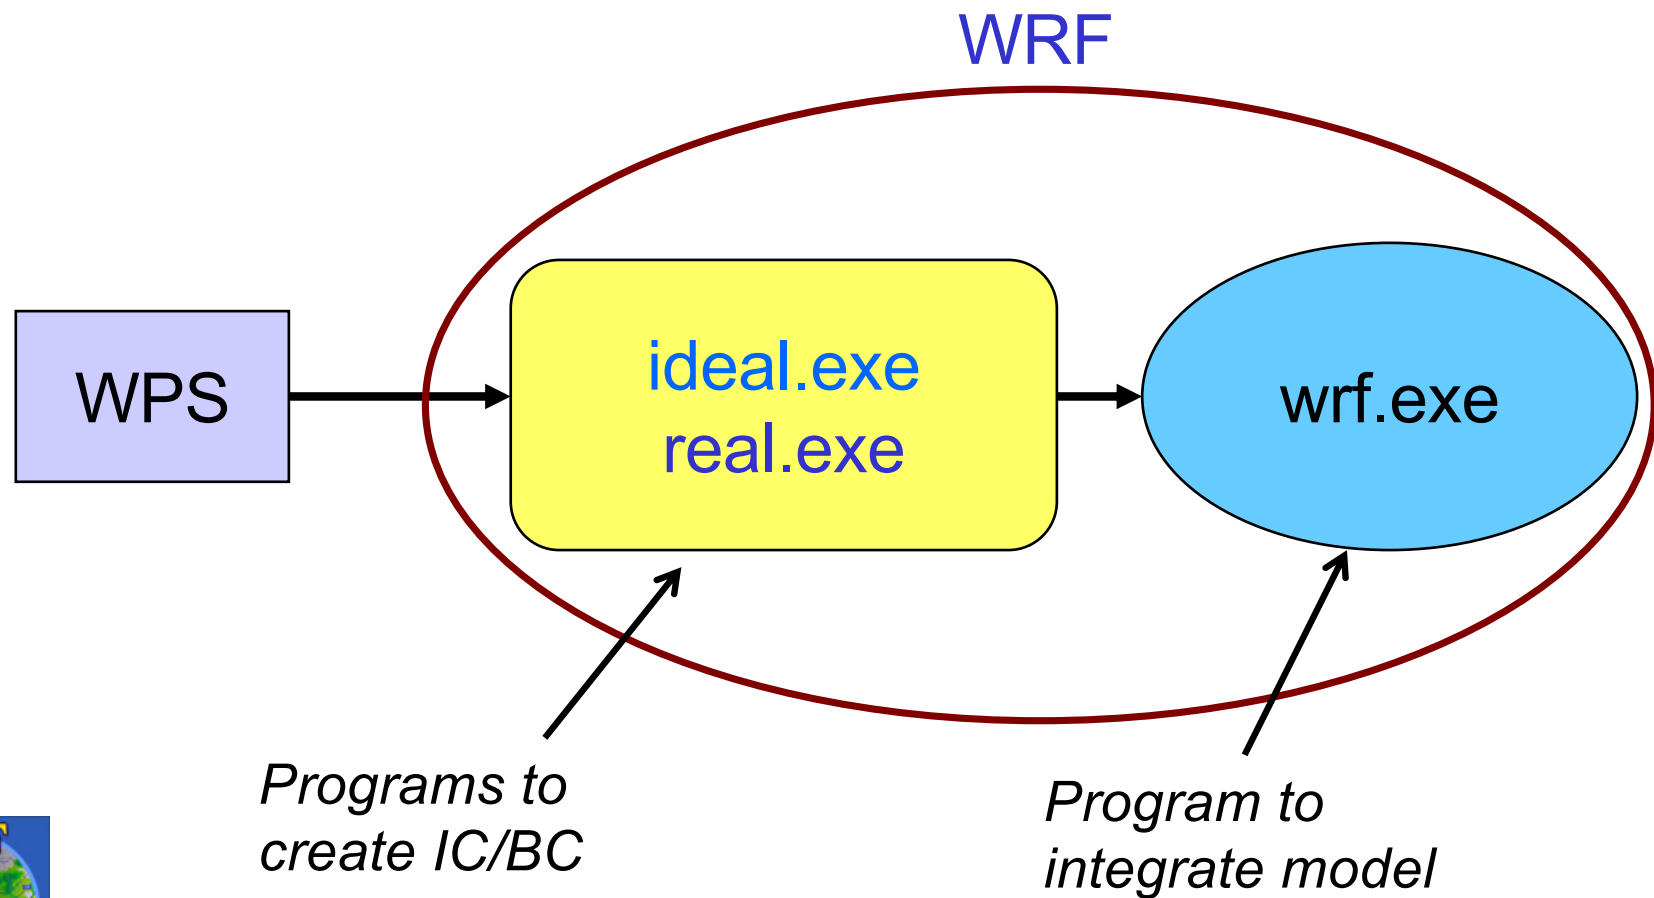 WRF
WPS
ideal.exe
real.exe
wrf.exe
Programs to
create IC/BC
Program to
integrate model